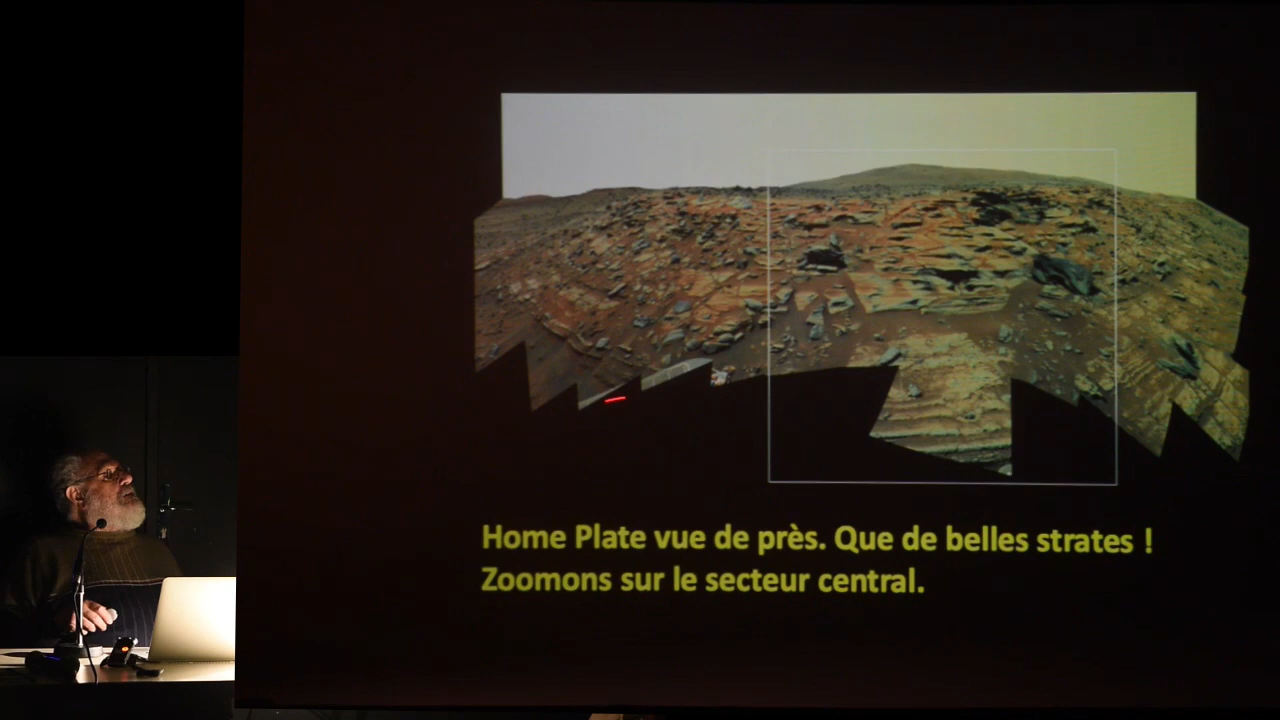 Home Plate vue de près. Que de belles strates !
Zoomons sur le secteur central.